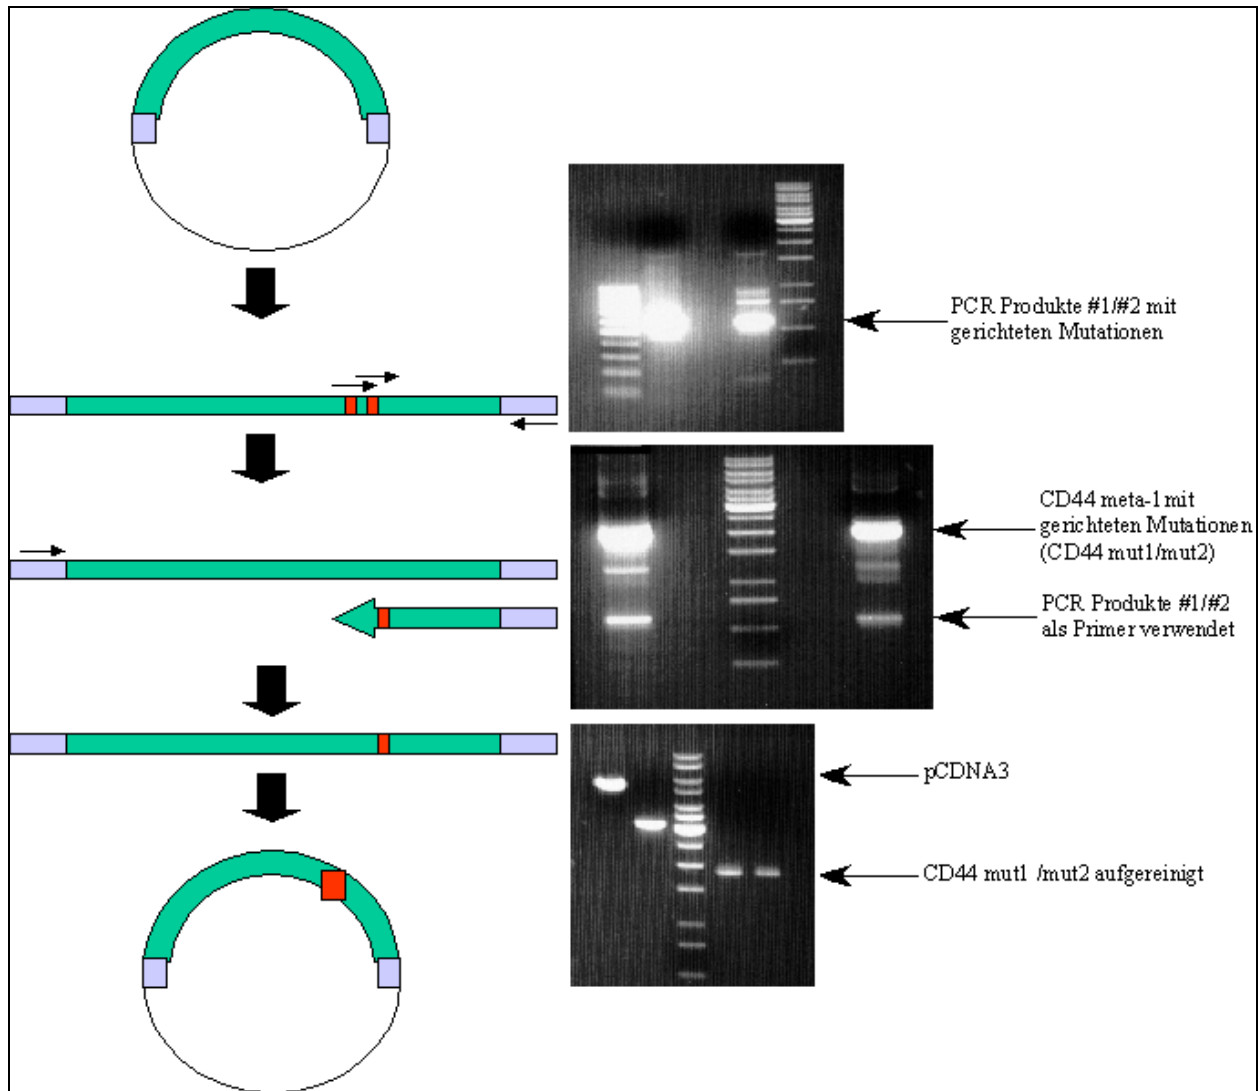 PCR Produkte #1/#2 mit
gerichteten Mutationen
CD44 meta-1 mit
gerichteten Mutationen
(CD44 mut1/mut2)
PCR Produkte #1/#2
als Primer verwendet
pCDNA3
CD44 mut1 /mut2 aufgereinigt